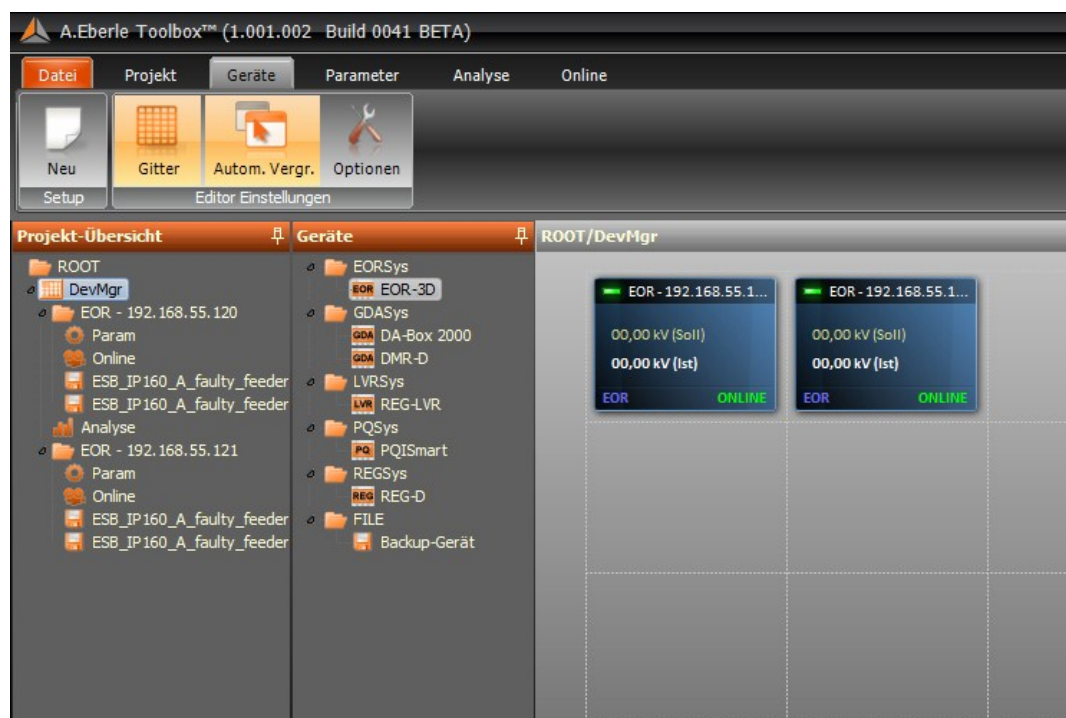 A.Eberle Toolbox™ (1.001.002 Build 0041 BETA)
Datei Projekt Geräte Parameter Analyse Online
Neu Gitter Autom. Vergr. Optionen
Setup Editor Einstellungen
Projekt-Übersicht
ROOT
DevMgr
EOR - 192.168.55.120
Param
Online
ESB_IP160_A_faulty_feeder
ESB_IP160_A_faulty_feeder
Analyse
EOR - 192.168.55.121
Param
Online
ESB_IP160_A_faulty_feeder
ESB_IP160_A_faulty_feeder
Geräte
EORSys
EOR EOR-3D
GDASys
GDA DA-Box 2000
GDA DMR-D
LVRSys
LVR REG-LVR
PQSys
PQ PQISmart
REGSys
REG REG-D
FILE
Backup-Gerät
ROOT/DevMgr
EOR - 192.168.55.1...
00,00 kV (Soll)
00,00 kV (Ist)
EOR ONLINE
EOR - 192.168.55.1...
00,00 kV (Soll)
00,00 kV (Ist)
EOR ONLINE